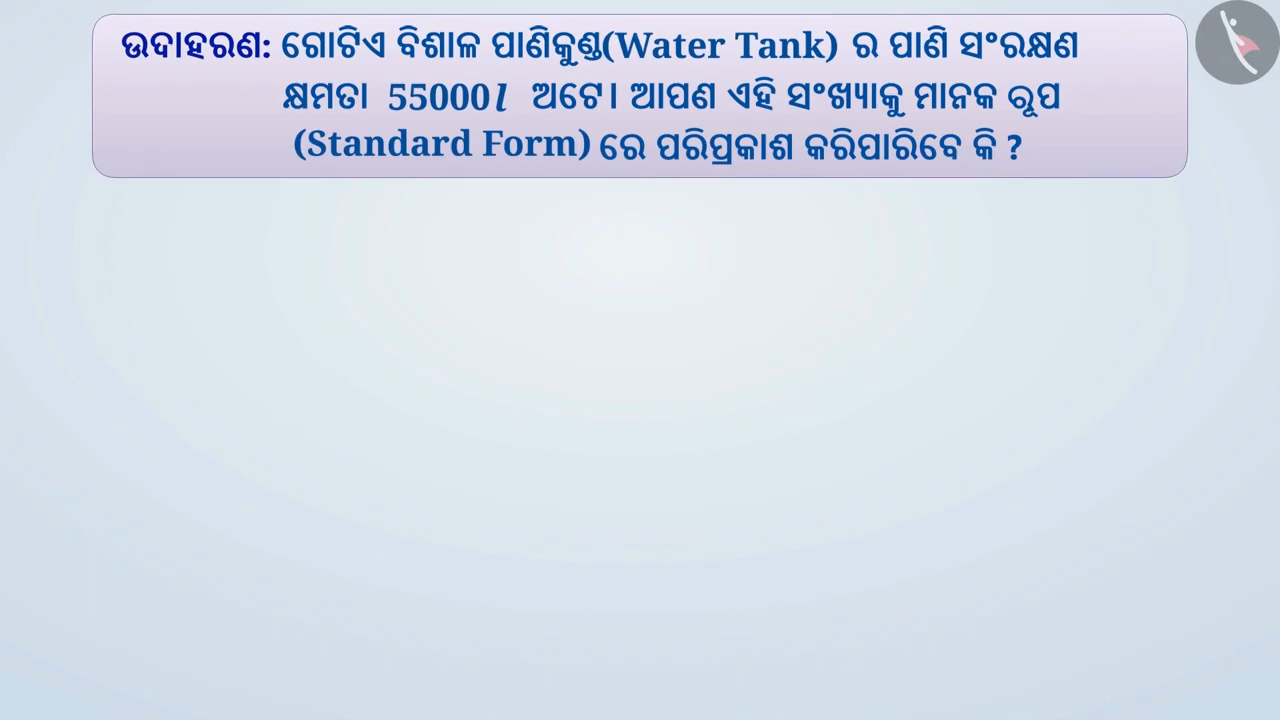 ଉଦାହରଣ: ଗୋଟିଏ ବିଶାଳ ପାଣିକୁଣ୍ଡ(Water Tank) ର ପାଣି ସଂରକ୍ଷଣ
କ୍ଷମତା 55000l ଅଟେ। ଆପଣ ଏହି ସଂଖ୍ୟାକୁ ମାନକ ରୂପ
(Standard Form) ରେ ପରିପ୍ରକାଶ କରିପାରିବେ କି ?